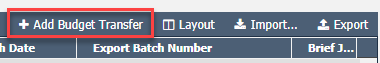 Add Budget Transfer Layout Import... Export
h Date Export Batch Number Brief J...